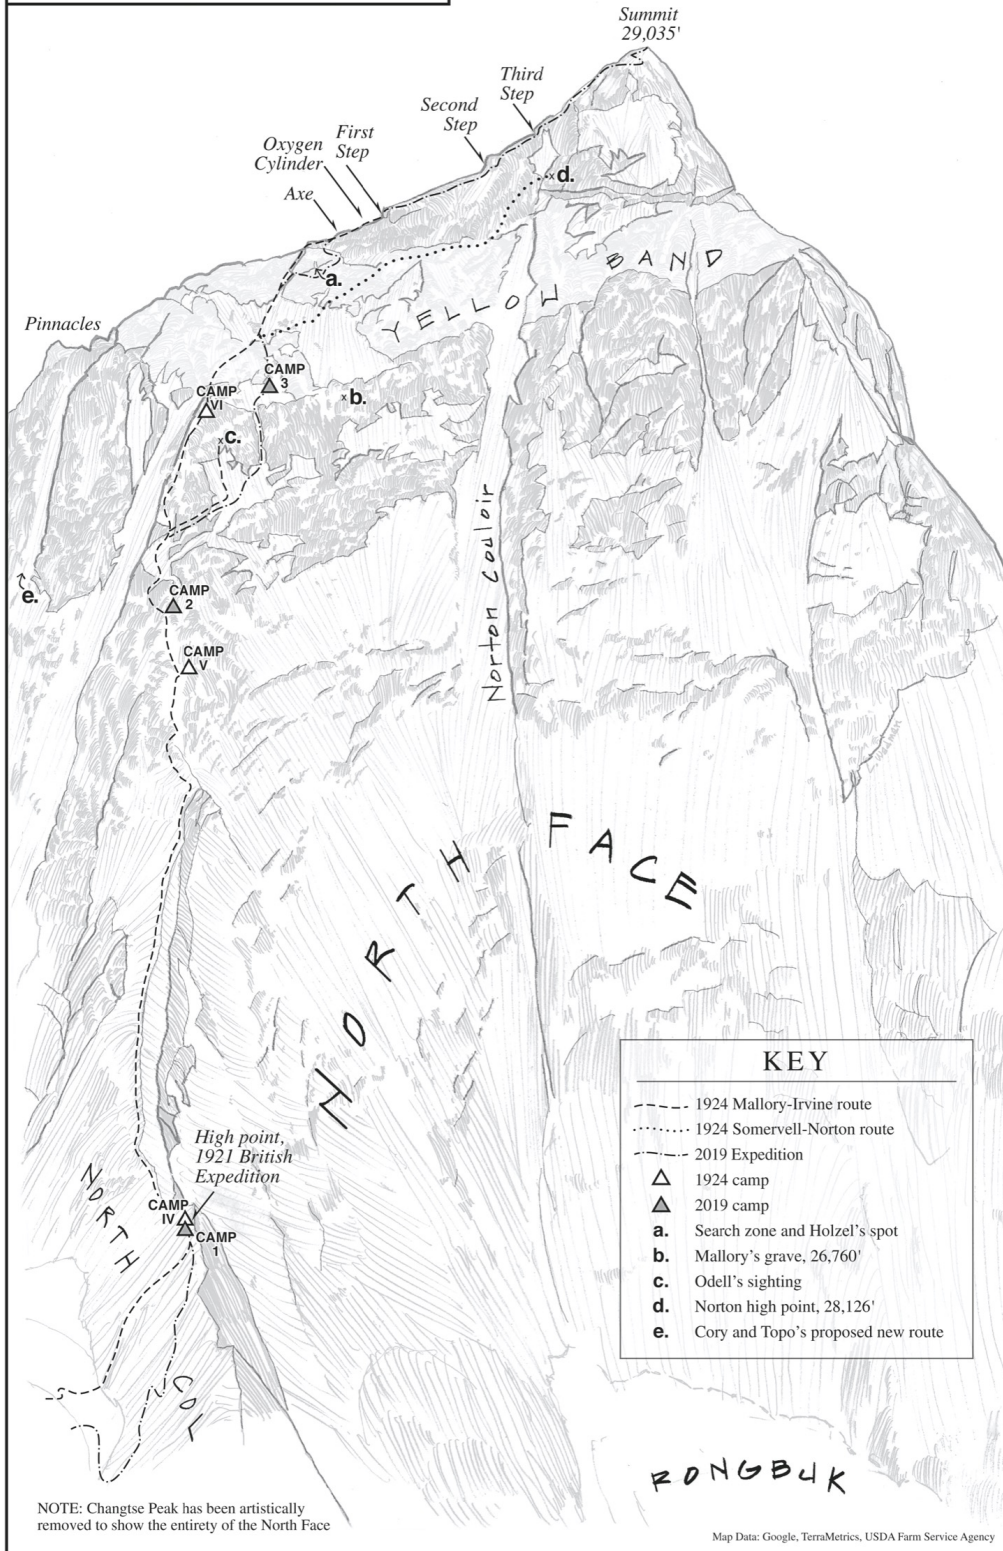 Summit
29,035'
Third
Step
Second
Step
First
Step
Oxygen
Cylinder
Axe
d.
BAND
a.
YELLOW
Pinnacles
CAMP
3
b.
CAMP
VI
c.
Norton Couloir
e.
CAMP
2
CAMP
V
NORTH FACE
High point,
1921 British
Expedition
CAMP
IV
CAMP
1
NORTH
COL
KEY
1924 Mallory-Irvine route
1924 Somervell-Norton route
2019 Expedition
1924 camp
2019 camp
a. Search zone and Holzel's spot
b. Mallory's grave, 26,760'
c. Odell's sighting
d. Norton high point, 28,126'
e. Cory and Topo's proposed new route
RONGBUK
NOTE: Changtse Peak has been artistically
removed to show the entirety of the North Face
Map Data: Google, TerraMetrics, USDA Farm Service Agency